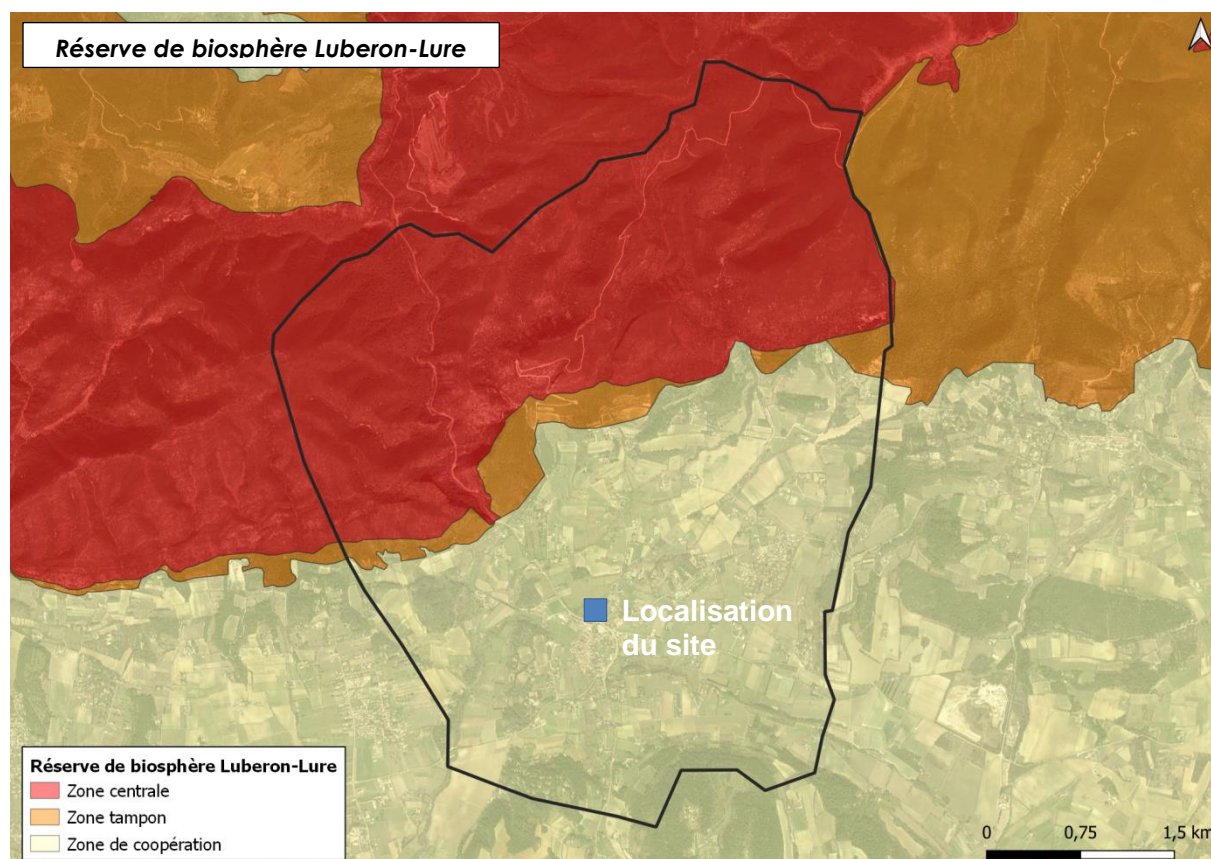 Réserve de biosphère Luberon-Lure
Localisation
du site
Réserve de biosphère Luberon-Lure
Zone centrale
Zone tampon
Zone de coopération
0 0,75 1,5 km